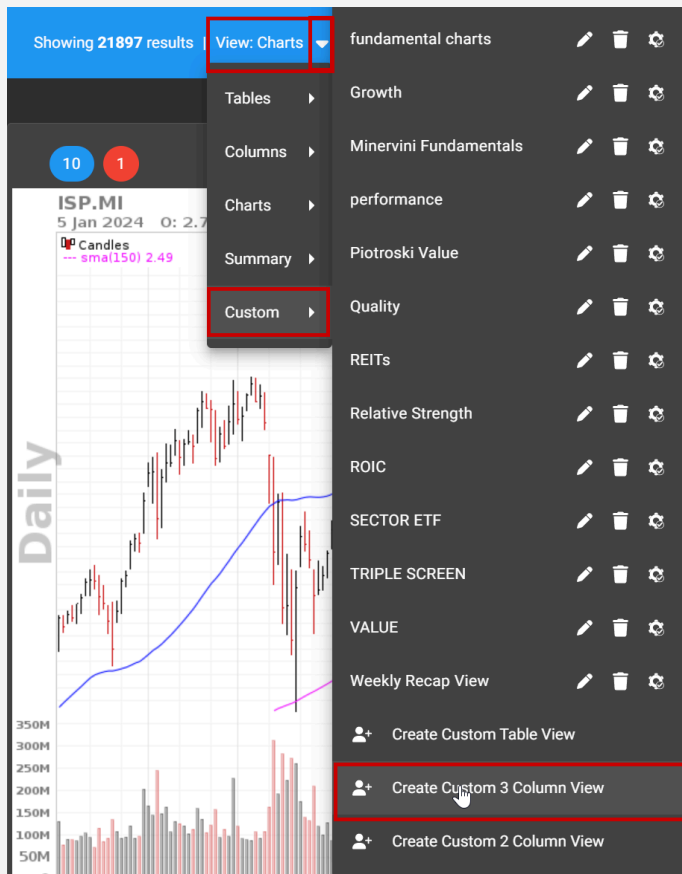 Showing 21897 results
View: Charts
Tables
Columns
Charts
Summary
Custom
fundamental charts
Growth
Minervini Fundamentals
performance
Piotroski Value
Quality
REITs
Relative Strength
ROIC
SECTOR ETF
TRIPLE SCREEN
VALUE
Weekly Recap View
Create Custom Table View
Create Custom 3 Column View
Create Custom 2 Column View
10
1
ISP.MI
5 Jan 2024 O: 2.7
Candles
--- sma(150) 2.49
Daily
350M
300M
250M
200M
150M
100M
50M